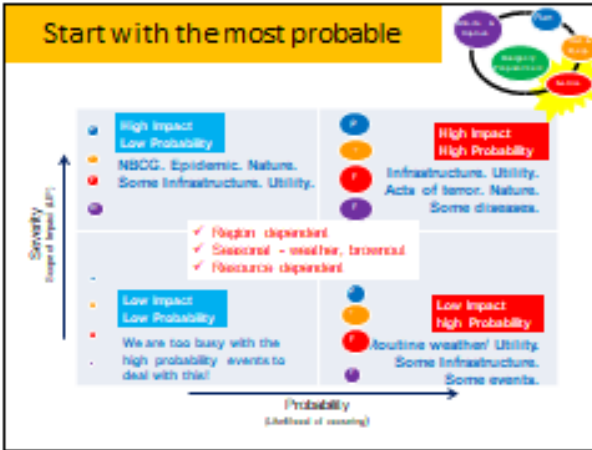 Start with the most probable
High Impact
Low Probability
NBCG. Epidemic. Nature.
Some Infrastructure. Utility.
High Impact
High Probability
Infrastructure. Utility.
Acts of terror. Nature.
Some diseases.
✓ Region dependent
✓ Seasonal - weather, brownout
✓ Resource dependent
Low Impact
Low Probability
We are too busy with the
high probability events to
deal with this!
Low Impact
high Probability
Routine weather/ Utility.
Some Infrastructure.
Some events.
Severity
Probability
(Likelihood of occurring)